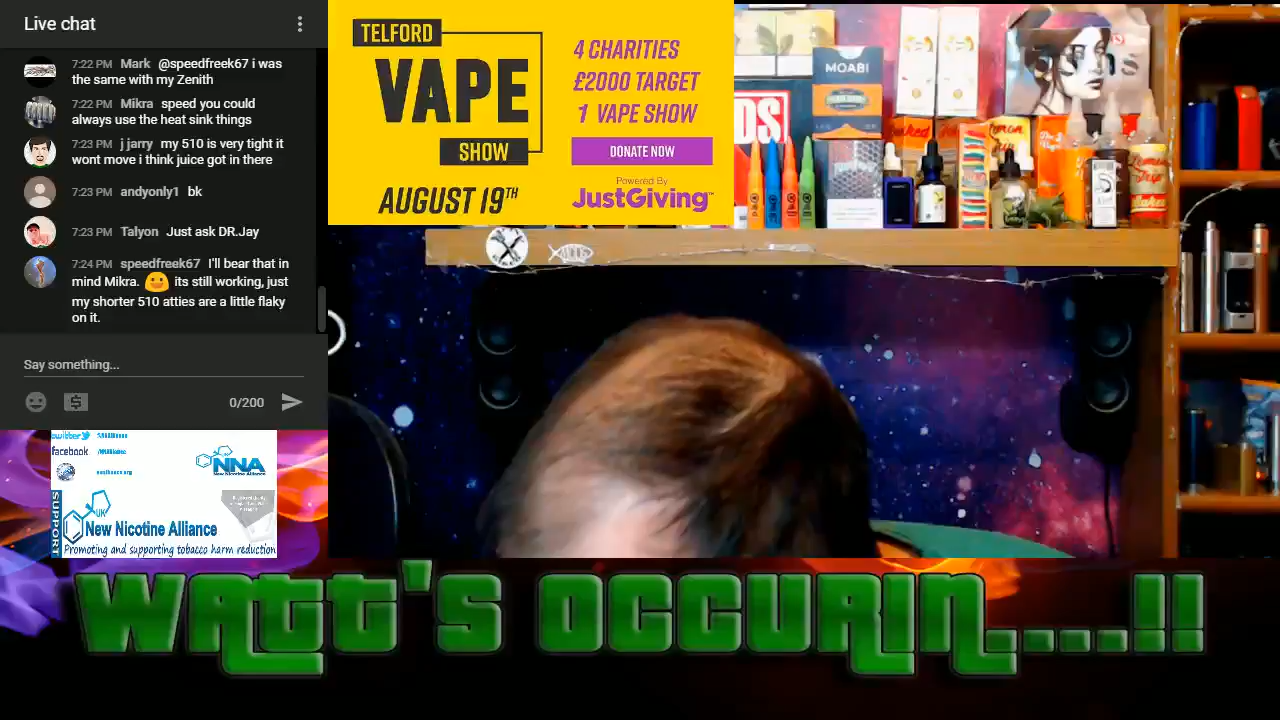 Live chat
7:22 PM Mark @speedfreek67 i was
the same with my Zenith
7:22 PM Mikra speed you could
always use the heat sink things
7:23 PM j jarry my 510 is very tight it
wont move i think juice got in there
7:23 PM andyonly1 bk
7:23 PM Talyon Just ask DR.Jay
7:24 PM speedfreek67 I'll bear that in
mind Mikra. its still working, just
my shorter 510 atties are a little flaky
on it.
Say something...
0/200
TELFORD
VAPE
SHOW
AUGUST 19TH
4 CHARITIES
£2000 TARGET
1 VAPE SHOW
DONATE NOW
Powered By
JustGiving™
MOABI
twitter
facebook
NNA
New Nicotine Alliance
SUPPORT
UK
New Nicotine Alliance
Promoting and supporting tobacco harm reduction
WATT'S OCCURIN....!!